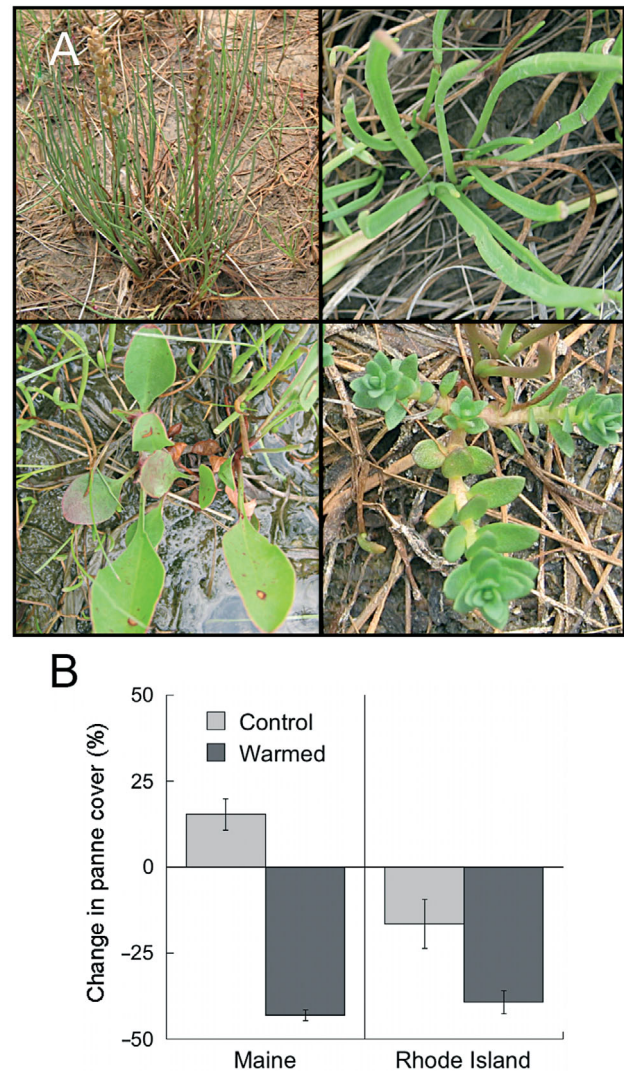 A
B
Change in panne cover (%)
50
25
0
−25
−50
Control
Warmed
Maine
Rhode Island